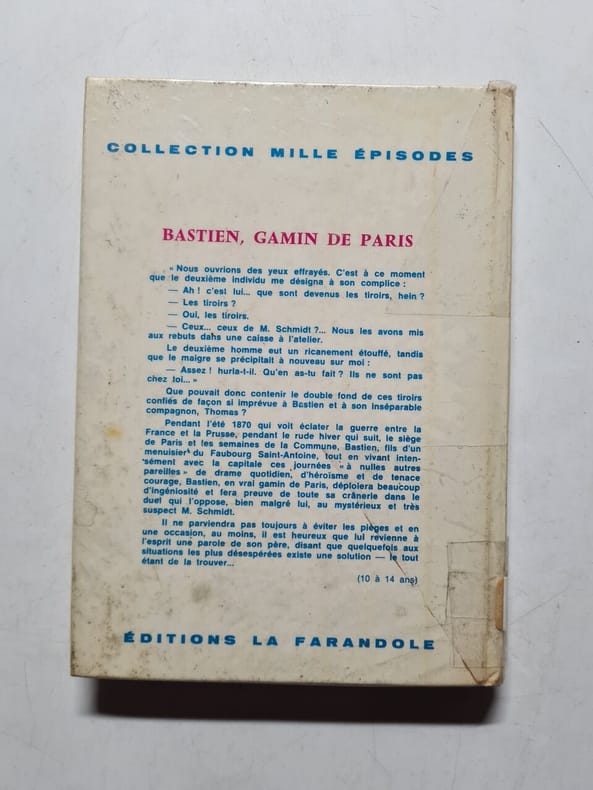 COLLECTION MILLE ÉPISODES
BASTIEN, GAMIN DE PARIS
« Nous ouvrions des yeux effrayés. C'est à ce moment
que le deuxième individu me désigna à son complice :
— Ah ! c'est lui... que sont devenus les tiroirs, hein ?
— Les tiroirs ?
— Oui, les tiroirs.
— Ceux... ceux de M. Schmidt ?... Nous les avons mis
aux rebuts dans une caisse à l'atelier.
Le deuxième homme eut un ricanement étouffé, tandis
que le maigre se précipitait à nouveau sur moi :
— Assez ! hurla-t-il. Qu'en as-tu fait ? Ils ne sont pas
chez toi... »
Que pouvait donc contenir le double fond de ces tiroirs
confiés de façon si imprévue à Bastien et à son inséparable
compagnon, Thomas ?
Pendant l'été 1870 qui voit éclater la guerre entre la
France et la Prusse, pendant le rude hiver qui suit, le siège
de Paris et les semaines de la Commune, Bastien, fils d'un
menuisier du Faubourg Saint-Antoine, tout en vivant inten-
sément avec la capitale ces journées « à nulles autres
pareilles » de drame quotidien, d'héroïsme et de tenace
courage, Bastien, en vrai gamin de Paris, déploiera beaucoup
d'ingéniosité et fera preuve de toute sa crânerie dans le
duel qui l'oppose, bien malgré lui, au mystérieux et très
suspect M. Schmidt.
Il ne parviendra pas toujours à éviter les pièges et en
une occasion, au moins, il est heureux que lui revienne à
l'esprit une parole de son père, disant que quelquefois aux
situations les plus désespérées existe une solution — le tout
étant de la trouver...
(10 à 14 ans)
ÉDITIONS LA FARANDOLE